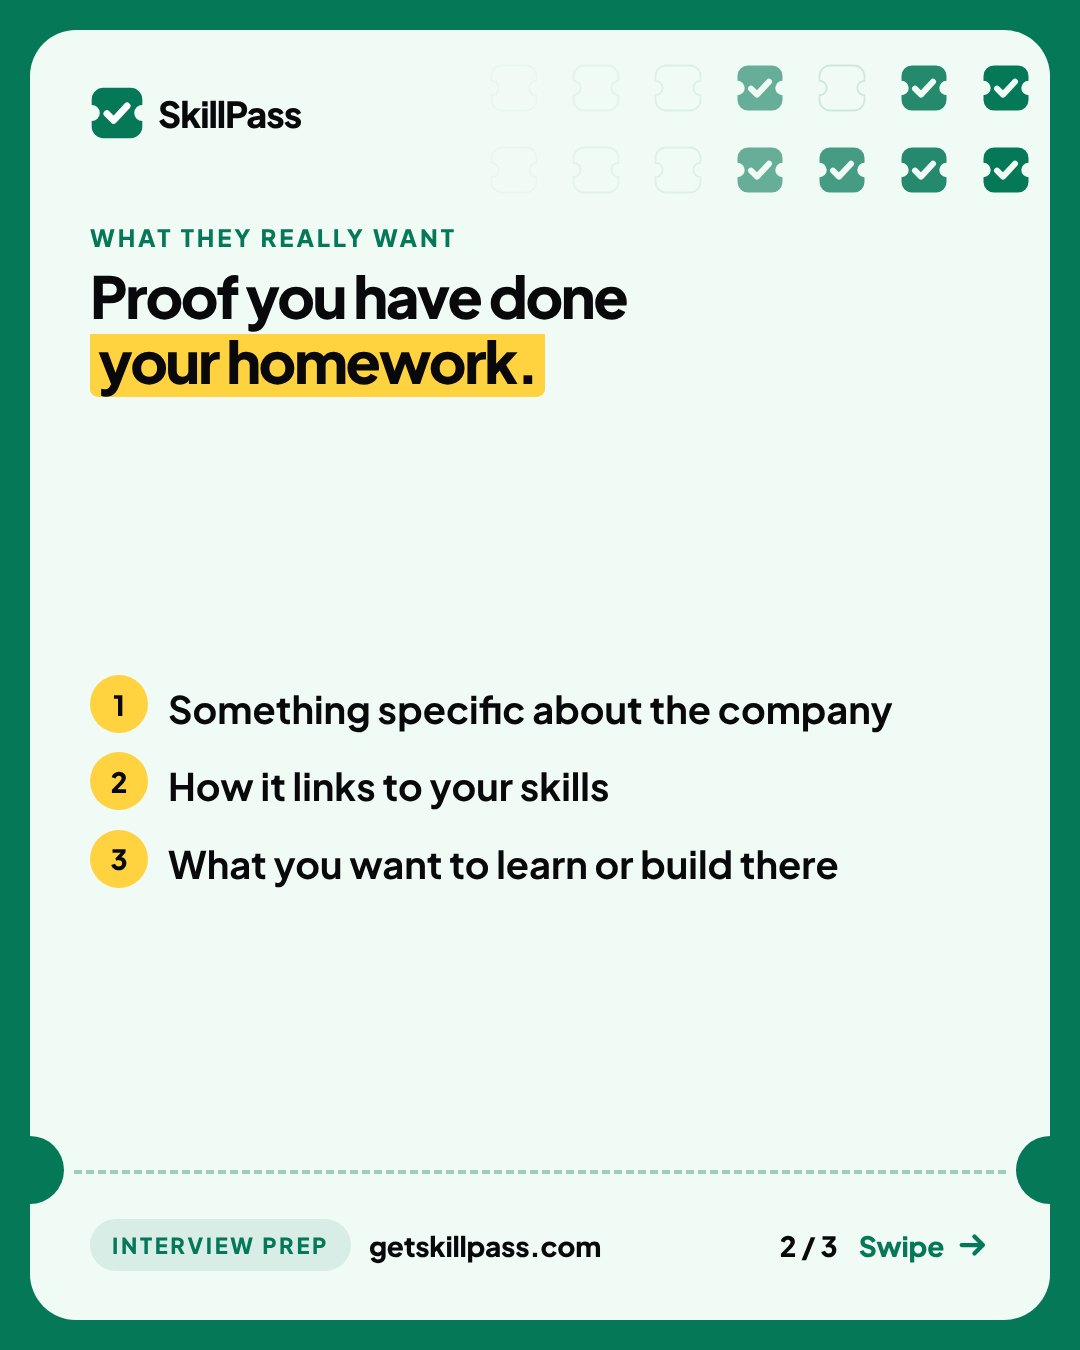 SkillPass
WHAT THEY REALLY WANT
Proof you have done
your homework.
1 Something specific about the company
2 How it links to your skills
3 What you want to learn or build there
INTERVIEW PREP getskillpass.com 2 / 3 Swipe →